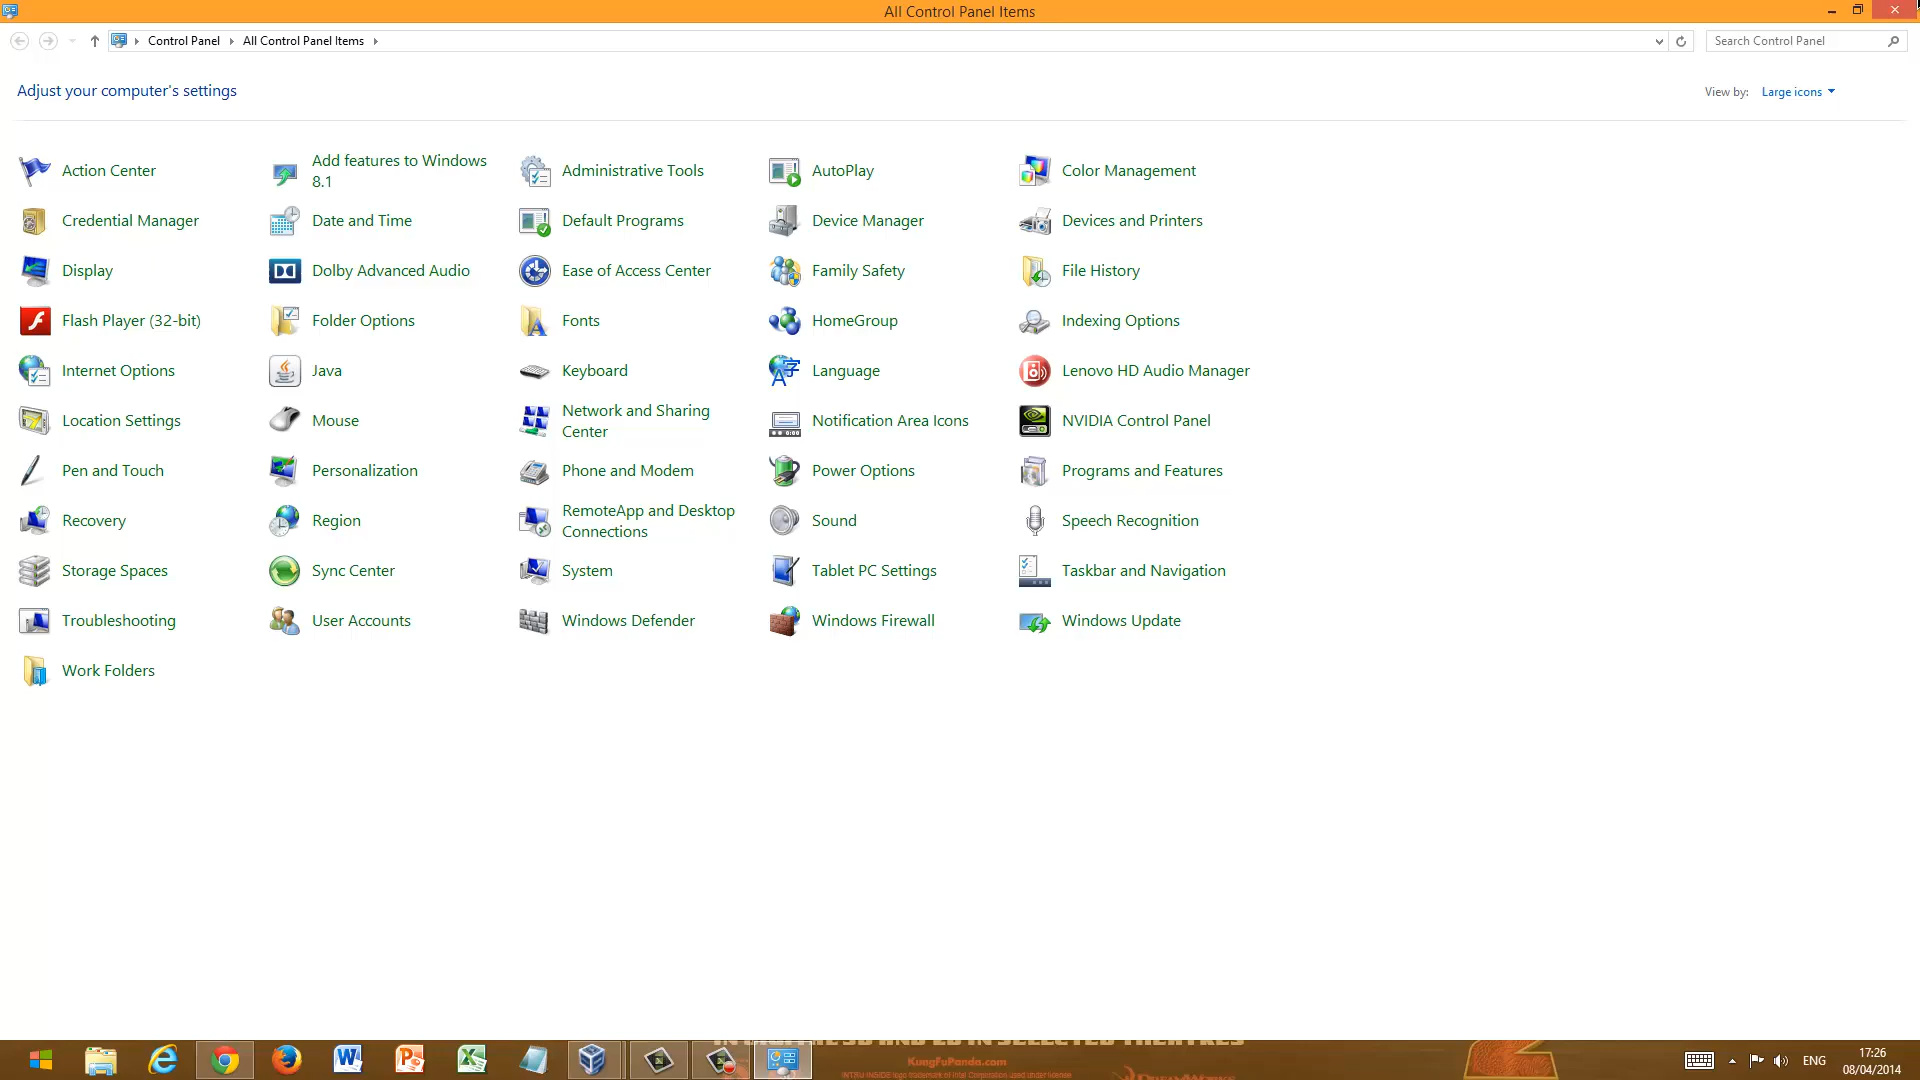 All Control Panel Items
Control Panel All Control Panel Items
Search Control Panel
Adjust your computer's settings
View by: Large icons
Action Center
Add features to Windows
8.1
Administrative Tools
AutoPlay
Color Management
Credential Manager
Date and Time
Default Programs
Device Manager
Devices and Printers
Display
Dolby Advanced Audio
Ease of Access Center
Family Safety
File History
Flash Player (32-bit)
Folder Options
Fonts
HomeGroup
Indexing Options
Internet Options
Java
Keyboard
Language
Lenovo HD Audio Manager
Location Settings
Mouse
Network and Sharing
Center
Notification Area Icons
NVIDIA Control Panel
Pen and Touch
Personalization
Phone and Modem
Power Options
Programs and Features
Recovery
Region
RemoteApp and Desktop
Connections
Sound
Speech Recognition
Storage Spaces
Sync Center
System
Tablet PC Settings
Taskbar and Navigation
Troubleshooting
User Accounts
Windows Defender
Windows Firewall
Windows Update
Work Folders
KungFuPanda.com
ENG
17:26
08/04/2014